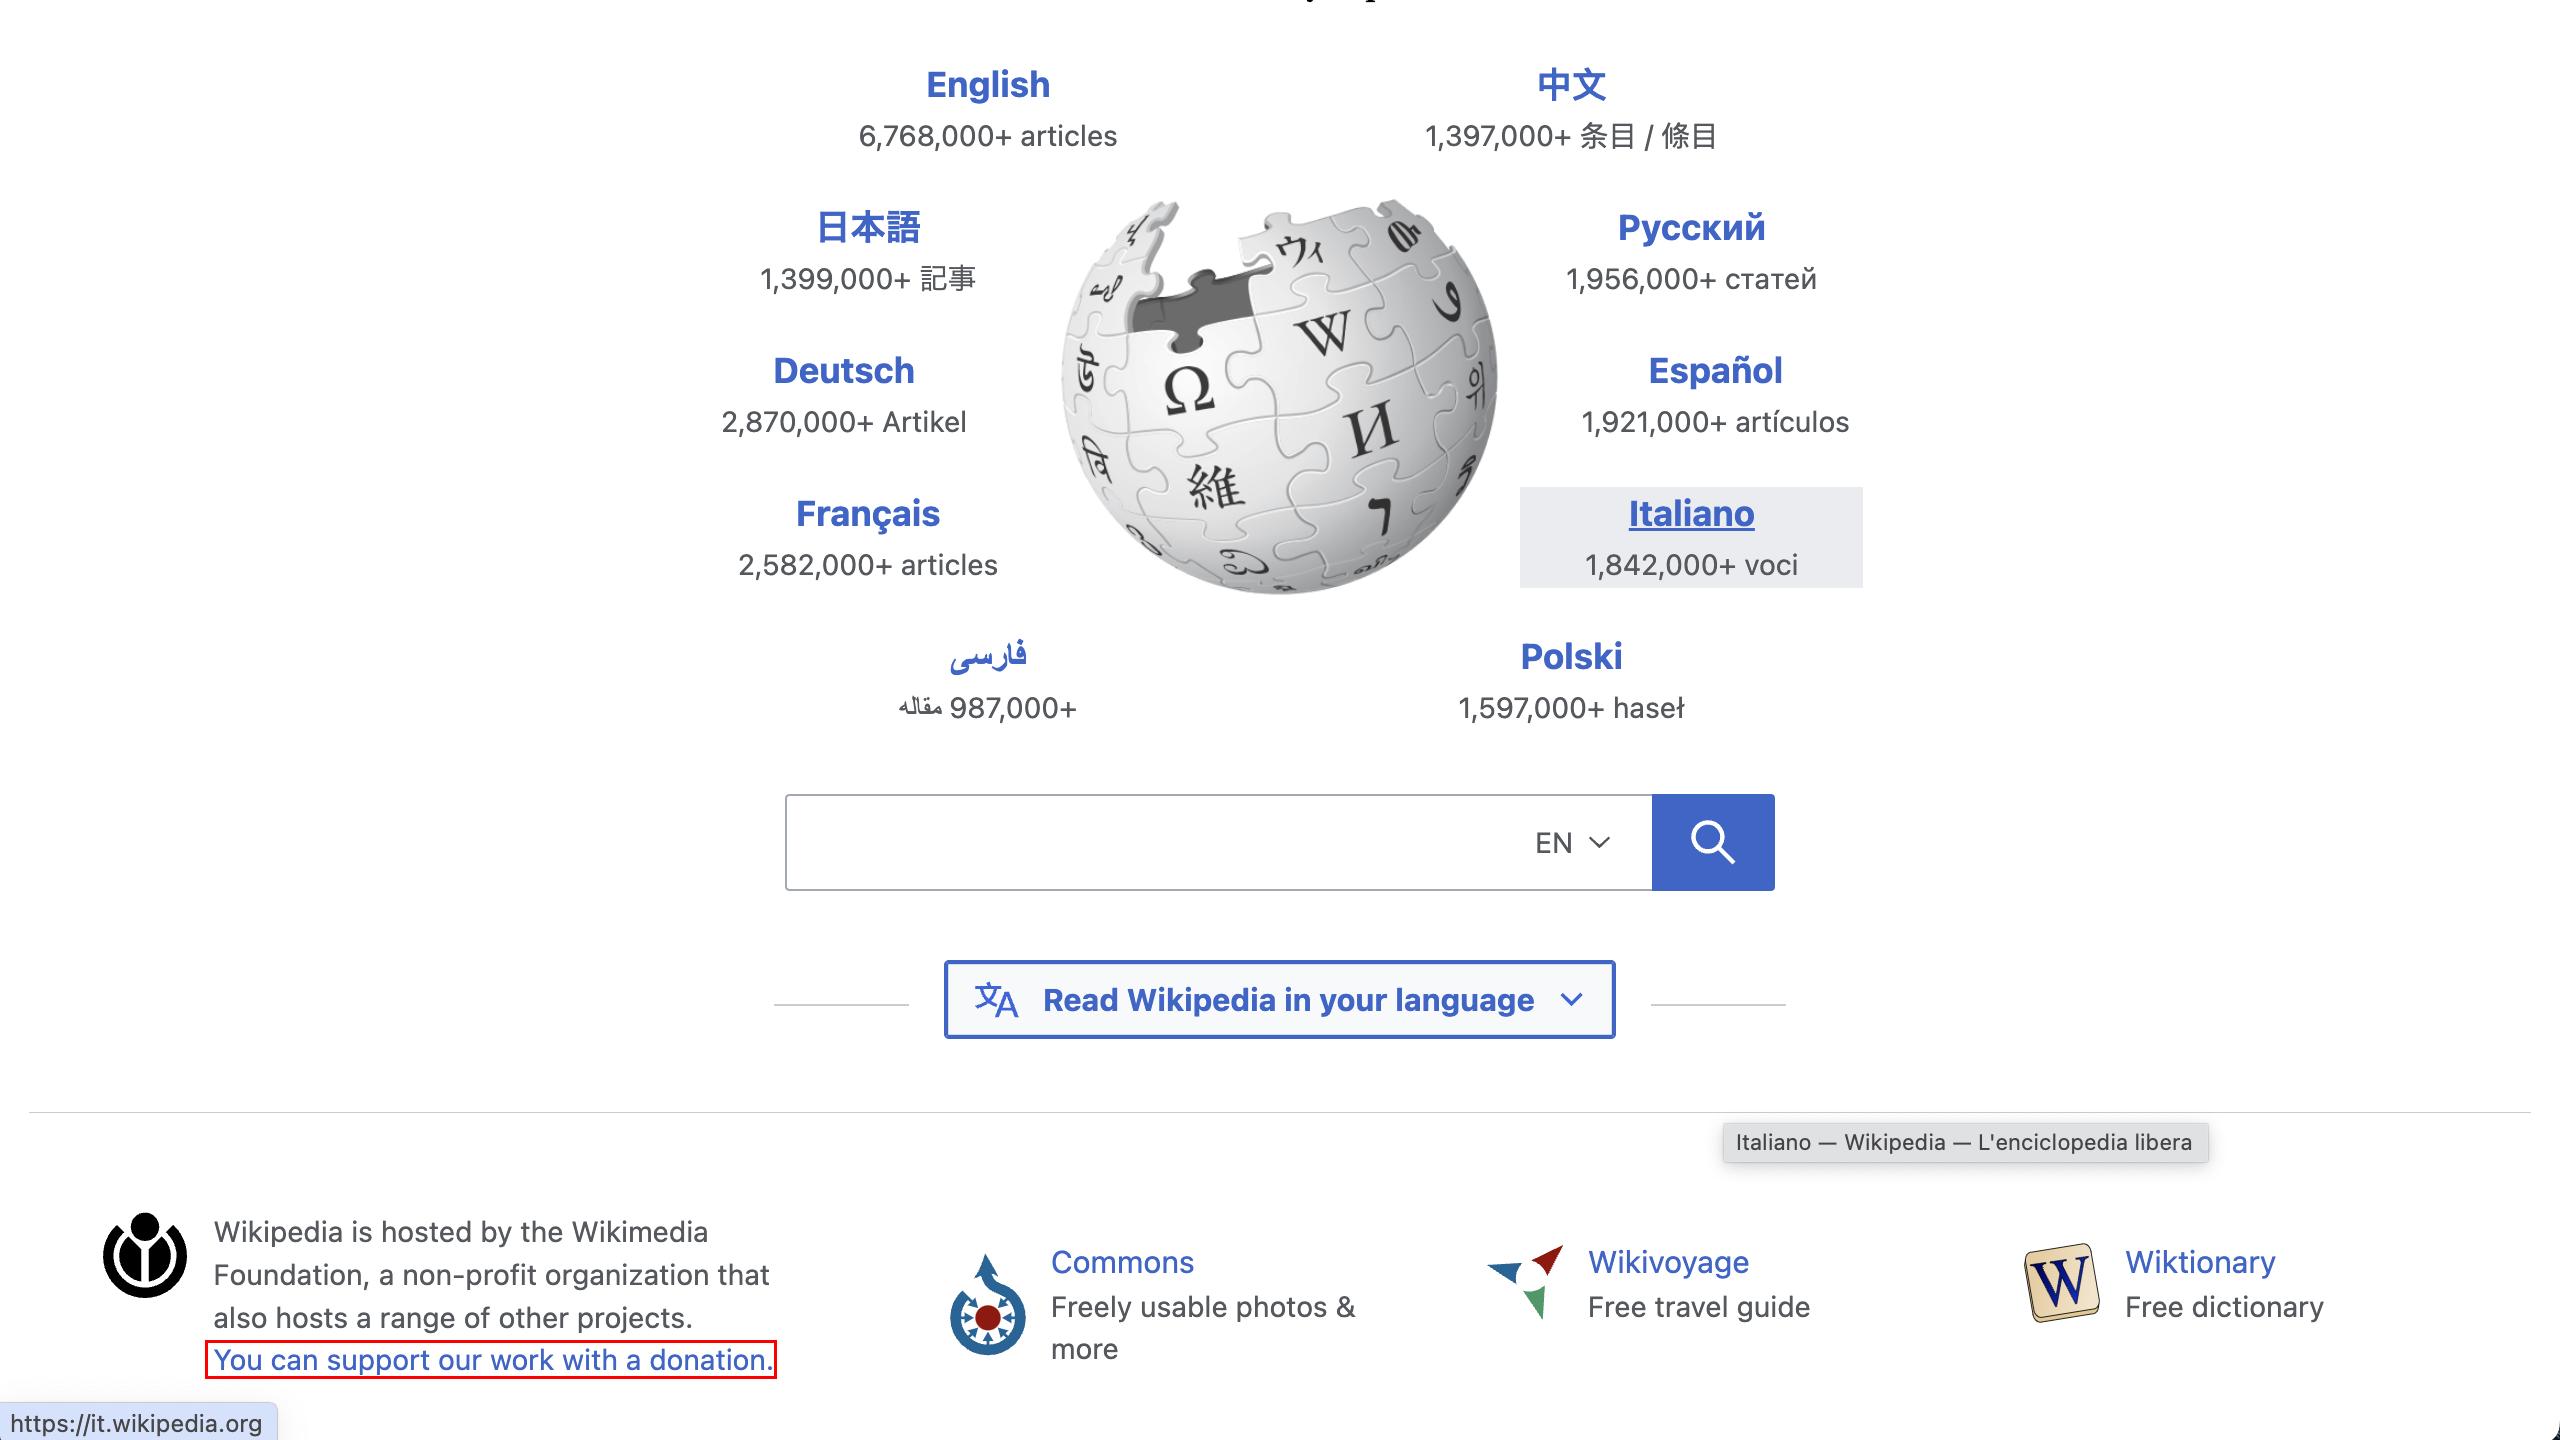 English
6,768,000+ articles
中文
1,397,000+ 条目 / 條目
日本語
1,399,000+ 記事
Русский
1,956,000+ статей
Deutsch
2,870,000+ Artikel
Español
1,921,000+ artículos
Français
2,582,000+ articles
Italiano
1,842,000+ voci
فارسی
987,000+ مقاله
Polski
1,597,000+ haseł
Ω
W
И
維
ウィ
위
ר
EN
Read Wikipedia in your language
Italiano — Wikipedia — L'enciclopedia libera
Wikipedia is hosted by the Wikimedia
Foundation, a non-profit organization that
also hosts a range of other projects.
You can support our work with a donation.
Commons
Freely usable photos &
more
Wikivoyage
Free travel guide
W
Wiktionary
Free dictionary
https://it.wikipedia.org